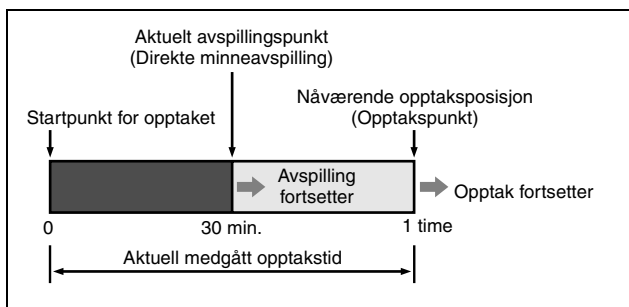 Aktuelt avspillingspunkt
(Direkte minneavspilling)
Nåværende opptaksposisjon
(Opptakspunkt)
Startpunkt for opptaket
Avspilling
fortsetter
Opptak fortsetter
0
30 min.
1 time
Aktuell medgått opptakstid